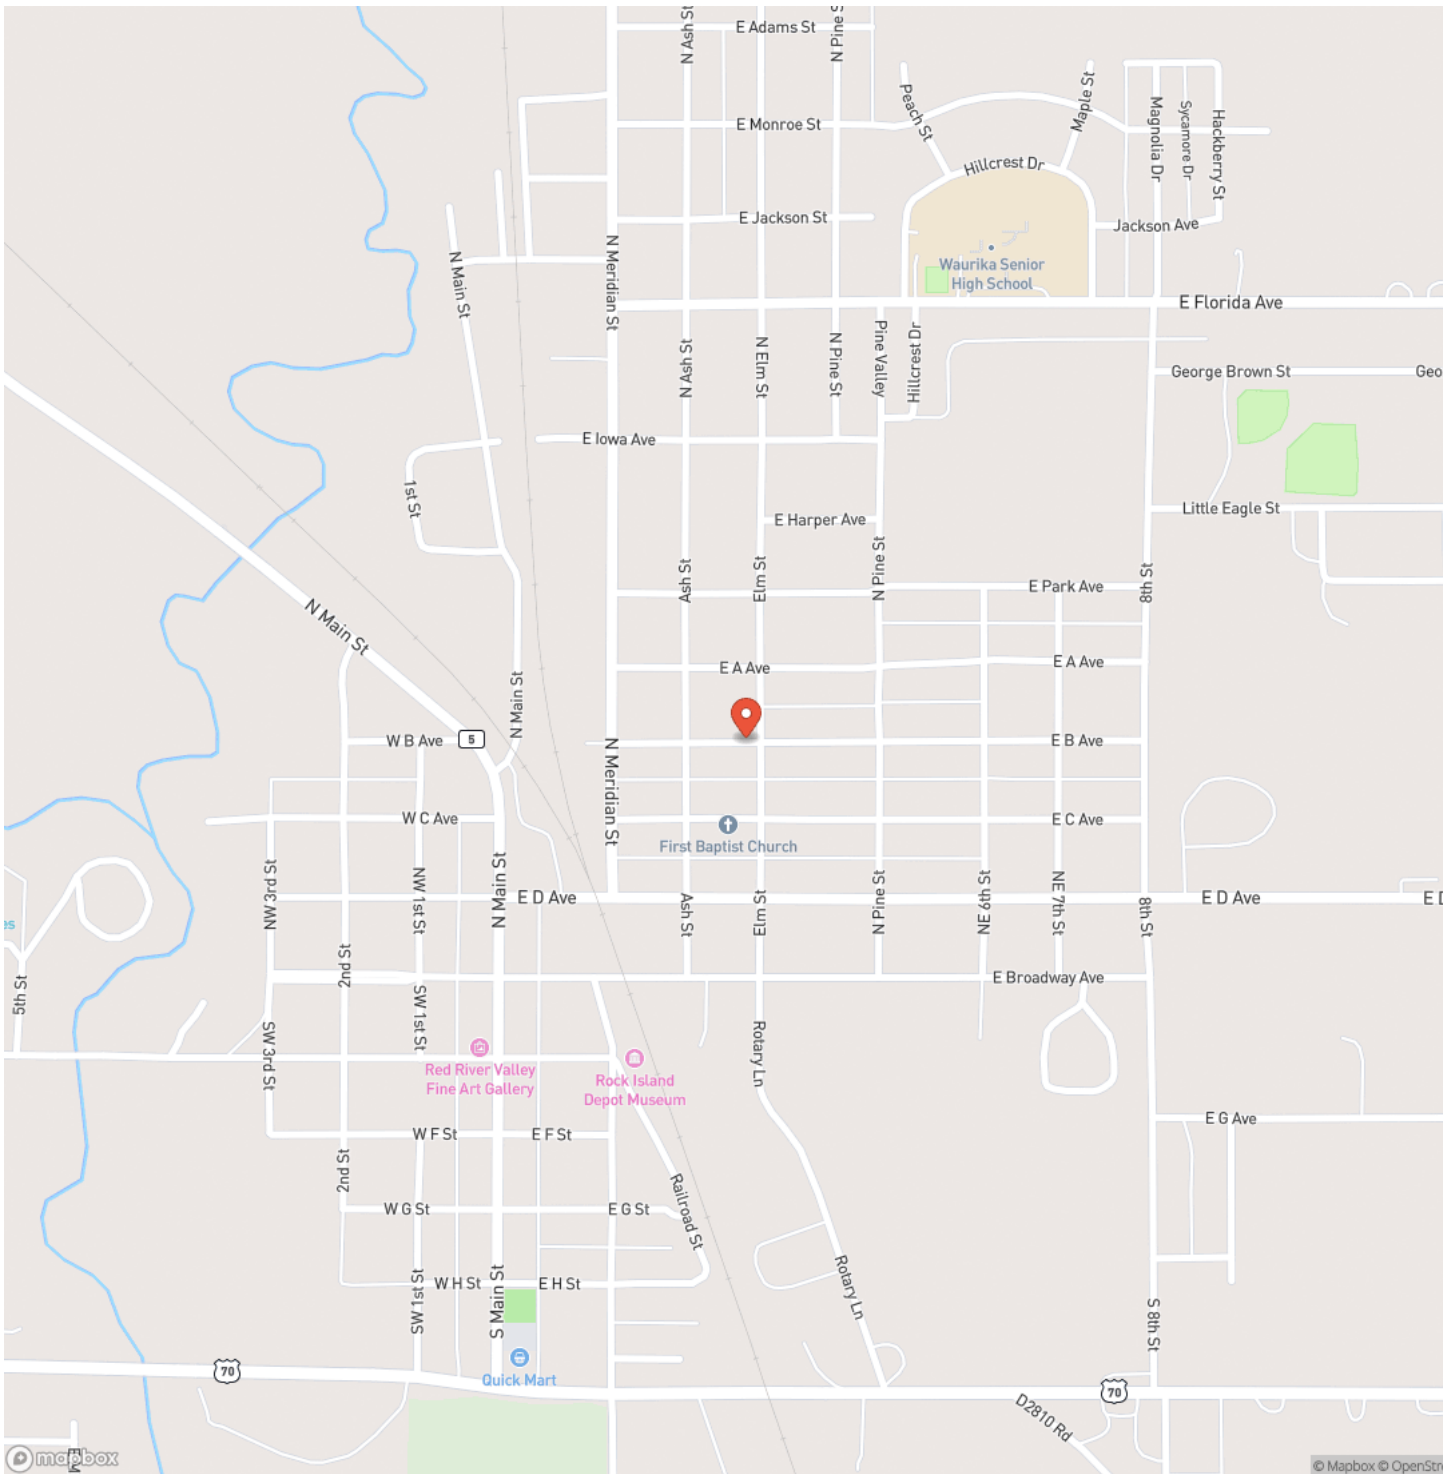 E Adams St
N Ash St
N Pine S
E Monroe St
Peach St
Maple St
Magnolia Dr
Sycamore Dr
Hackberry St
Hillcrest Dr
E Jackson St
Jackson Ave
N Main St
N Meridian St
Waurika Senior
High School
E Florida Ave
N Ash St
N Elm St
N Pine St
Pine Valley
Hillcrest Dr
George Brown St
Geo
E Iowa Ave
1st St
E Harper Ave
Little Eagle St
Ash St
Elm St
N Pine St
E Park Ave
8th St
N Main St
E A Ave
E A Ave
N Main St
W B Ave
5
N Meridian St
E B Ave
W C Ave
First Baptist Church
E C Ave
NW 3rd St
NW 1st St
N Main St
E D Ave
Ash St
Elm St
N Pine St
NE 6th St
NE 7th St
8th St
E D Ave
E D
es
5th St
2nd St
E Broadway Ave
SW 3rd St
SW 1st St
Red River Valley
Fine Art Gallery
Rock Island
Depot Museum
Rotary Ln
W F St
E F St
E G Ave
2nd St
W G St
E G St
Railroad St
W H St
E H St
Rotary Ln
SW 1st St
S Main St
S 8th St
70
Quick Mart
70
D2810 Rd
E M
mapbox
© Mapbox © OpenStr